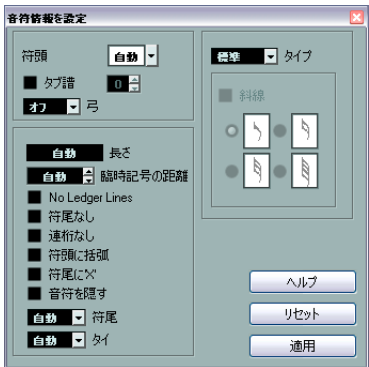 音符情報を設定
符頭 自動
タブ譜 0
オフ 弓
自動 長さ
自動 臨時記号の距離
No Ledger Lines
符尾なし
連桁なし
符頭に括弧
符尾に'X'
音符を隠す
自動 符尾
自動 タイ
標準 タイプ
斜線
ヘルプ
リセット
適用